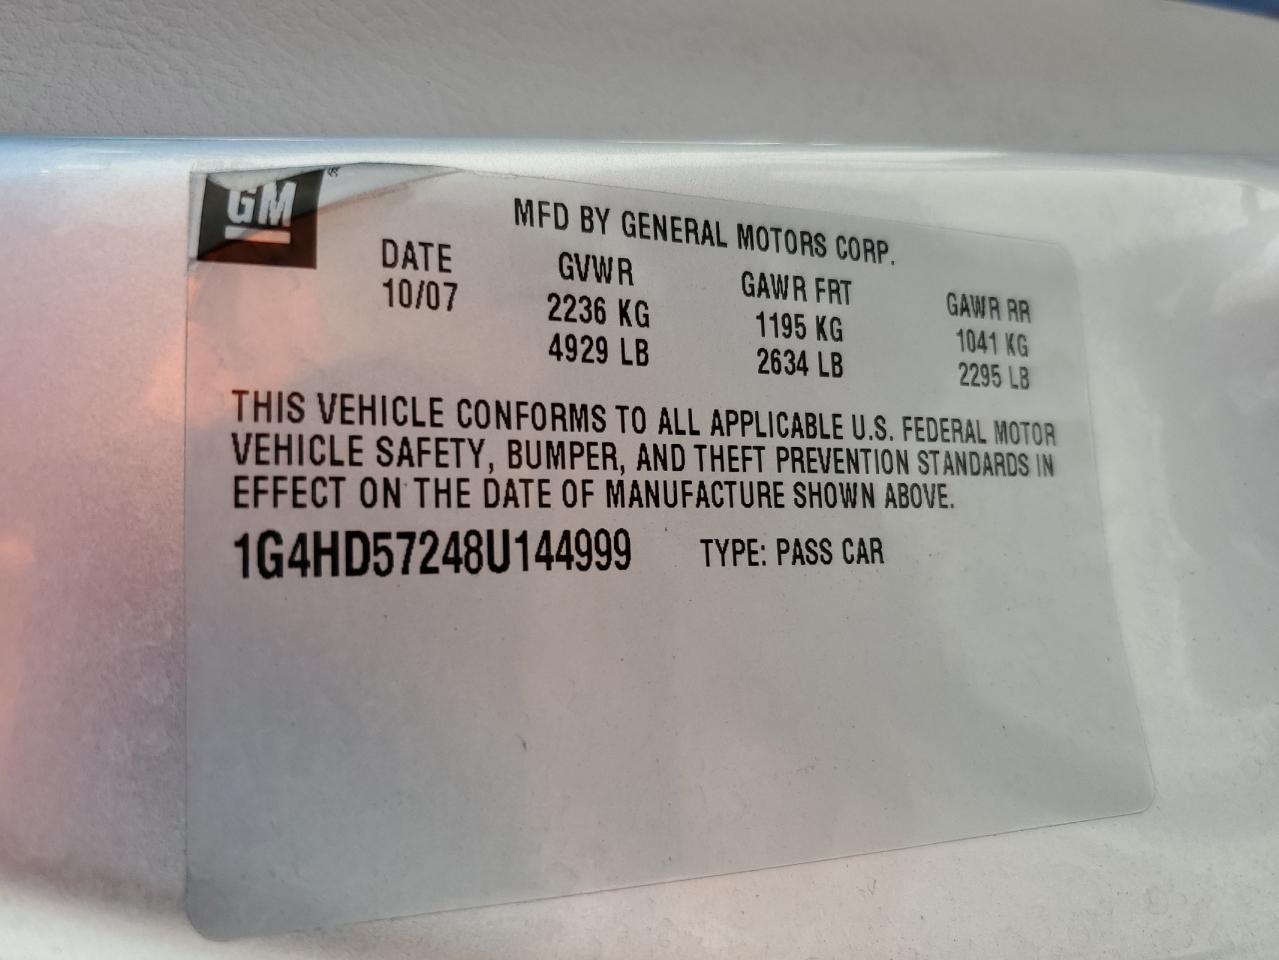 GM
MFD BY GENERAL MOTORS CORP.
DATE GVWR GAWR FRT GAWR RR
10/07 2236 KG 1195 KG 1041 KG
4929 LB 2634 LB 2295 LB
THIS VEHICLE CONFORMS TO ALL APPLICABLE U.S. FEDERAL MOTOR
VEHICLE SAFETY, BUMPER, AND THEFT PREVENTION STANDARDS IN
EFFECT ON THE DATE OF MANUFACTURE SHOWN ABOVE.
1G4HD57248U144999 TYPE: PASS CAR